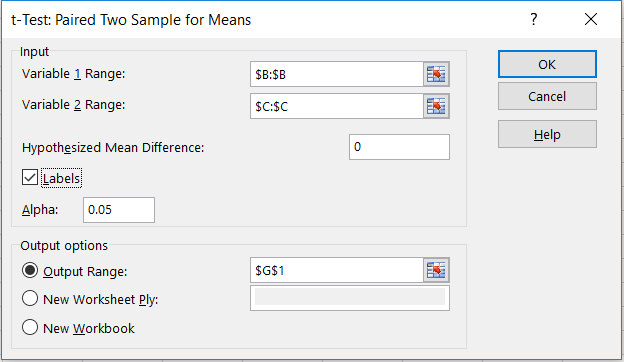 t-Test: Paired Two Sample for Means
?
Input
Variable 1 Range: $B:$B
Variable 2 Range: $C:$C
Hypothesized Mean Difference: 0
Labels
Alpha: 0.05
OK
Cancel
Help
Output options
Output Range: $G$1
New Worksheet Ply:
New Workbook